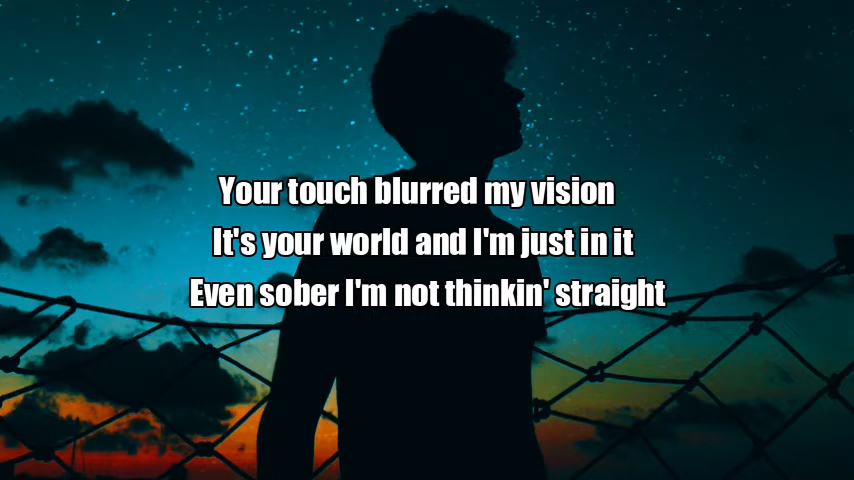 Your touch blurred my vision
It's your world and I'm just in it
Even sober I'm not thinkin' straight